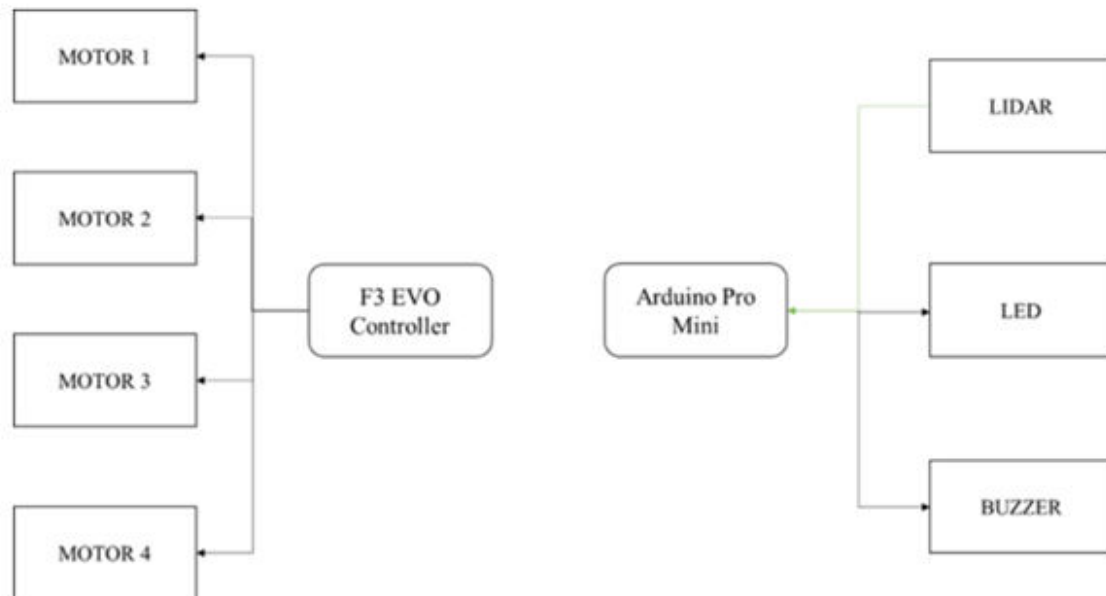 MOTOR 1
MOTOR 2
MOTOR 3
MOTOR 4
F3 EVO
Controller
Arduino Pro
Mini
LIDAR
LED
BUZZER